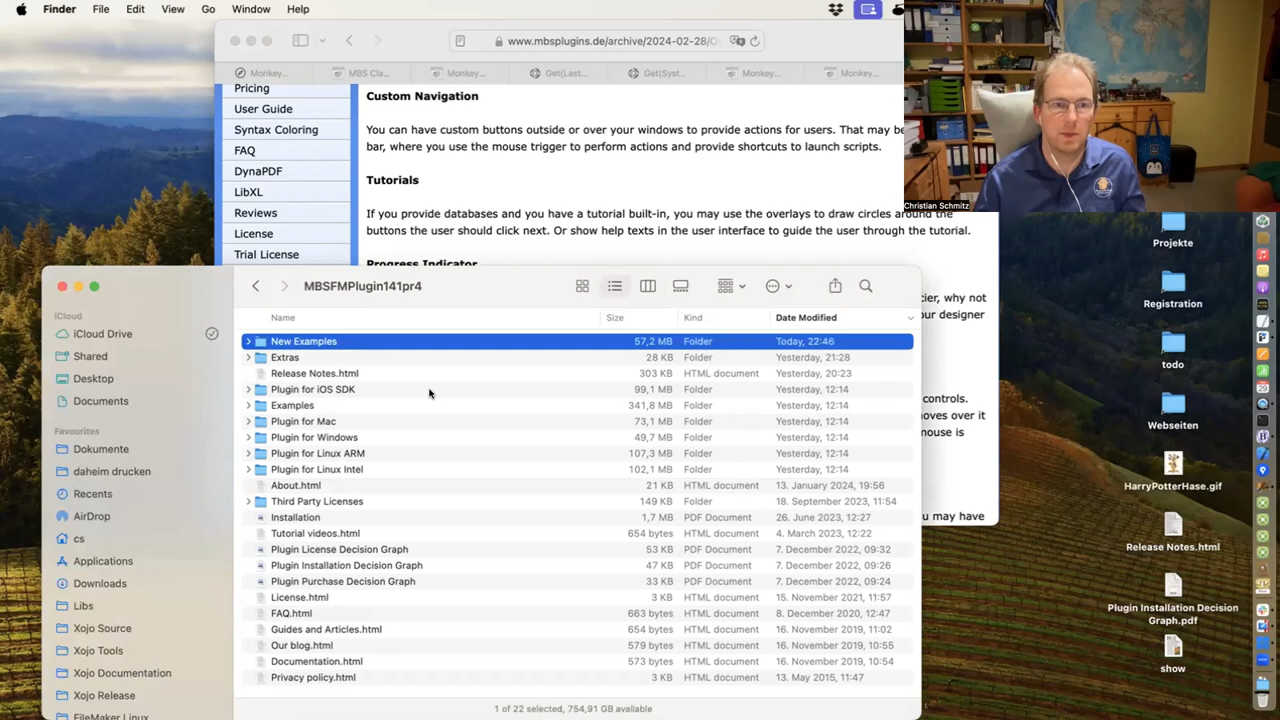 Finder File Edit View Go Window Help
www.mbsplugins.de/archive/2024-02-28/O
Monkey... MBS Cla... Monkey... Get(Last... Get(Syst... Monkey... Monkey...
Pricing
User Guide
Syntax Coloring
FAQ
DynaPDF
LibXL
Reviews
License
Trial License
Custom Navigation
You can have custom buttons outside or over your windows to provide actions for users. That may be
bar, where you use the mouse trigger to perform actions and provide shortcuts to launch scripts.
Tutorials
If you provide databases and you have a tutorial built-in, you may use the overlays to draw circles around the
buttons the user should click next. Or show help texts in the user interface to guide the user through the tutorial.
Progress Indicator
cier, why not
our designer
controls.
noves over it
mouse is
u may have
Christian Schmitz
MBSFMPlugin141pr4
iCloud
iCloud Drive
Shared
Desktop
Documents
Favourites
Dokumente
daheim drucken
Recents
AirDrop
cs
Applications
Downloads
Libs
Xojo Source
Xojo Tools
Xojo Documentation
Xojo Release
FileMaker Linux
Name Size Kind Date Modified
New Examples 57,2 MB Folder Today, 22:46
Extras 28 KB Folder Yesterday, 21:28
Release Notes.html 303 KB HTML document Yesterday, 20:23
Plugin for iOS SDK 99,1 MB Folder Yesterday, 12:14
Examples 341,8 MB Folder Yesterday, 12:14
Plugin for Mac 73,1 MB Folder Yesterday, 12:14
Plugin for Windows 49,7 MB Folder Yesterday, 12:14
Plugin for Linux ARM 107,3 MB Folder Yesterday, 12:14
Plugin for Linux Intel 102,1 MB Folder Yesterday, 12:14
About.html 21 KB HTML document 13. January 2024, 19:56
Third Party Licenses 149 KB Folder 18. September 2023, 11:54
Installation 1,7 MB PDF Document 26. June 2023, 12:27
Tutorial videos.html 654 bytes HTML document 4. March 2023, 12:22
Plugin License Decision Graph 53 KB PDF Document 7. December 2022, 09:32
Plugin Installation Decision Graph 47 KB PDF Document 7. December 2022, 09:26
Plugin Purchase Decision Graph 33 KB PDF Document 7. December 2022, 09:24
License.html 3 KB HTML document 15. November 2021, 11:57
FAQ.html 663 bytes HTML document 8. December 2020, 12:47
Guides and Articles.html 654 bytes HTML document 16. November 2019, 11:02
Our blog.html 579 bytes HTML document 16. November 2019, 10:55
Documentation.html 573 bytes HTML document 16. November 2019, 10:54
Privacy policy.html 3 KB HTML document 13. May 2015, 11:47
1 of 22 selected, 754,91 GB available
Projekte
Registration
todo
Webseiten
HarryPotterHase.gif
Release Notes.html
Plugin Installation Decision
Graph.pdf
show